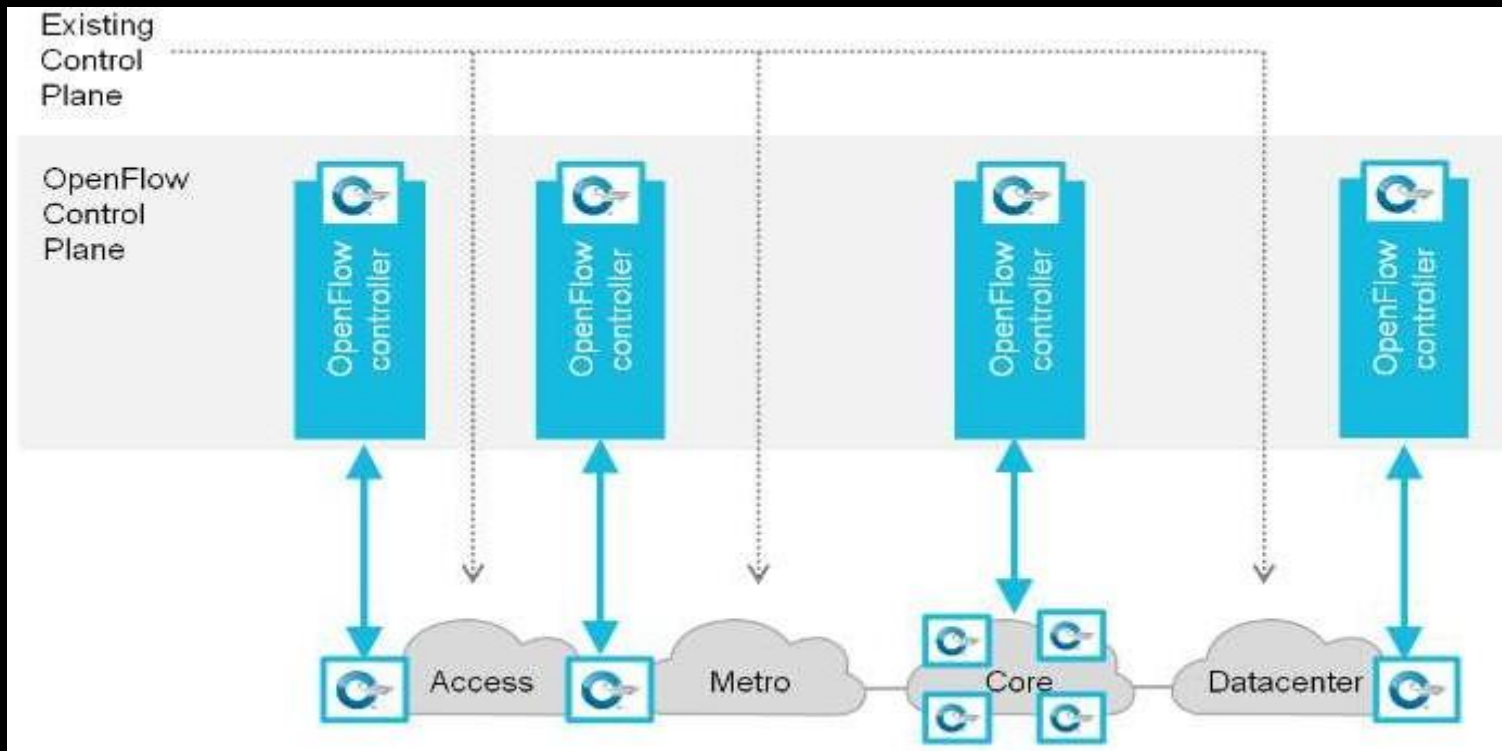 Existing
Control
Plane
OpenFlow
Control
Plane
OpenFlow
controller
OpenFlow
controller
OpenFlow
controller
OpenFlow
controller
Access
Metro
Core
Datacenter